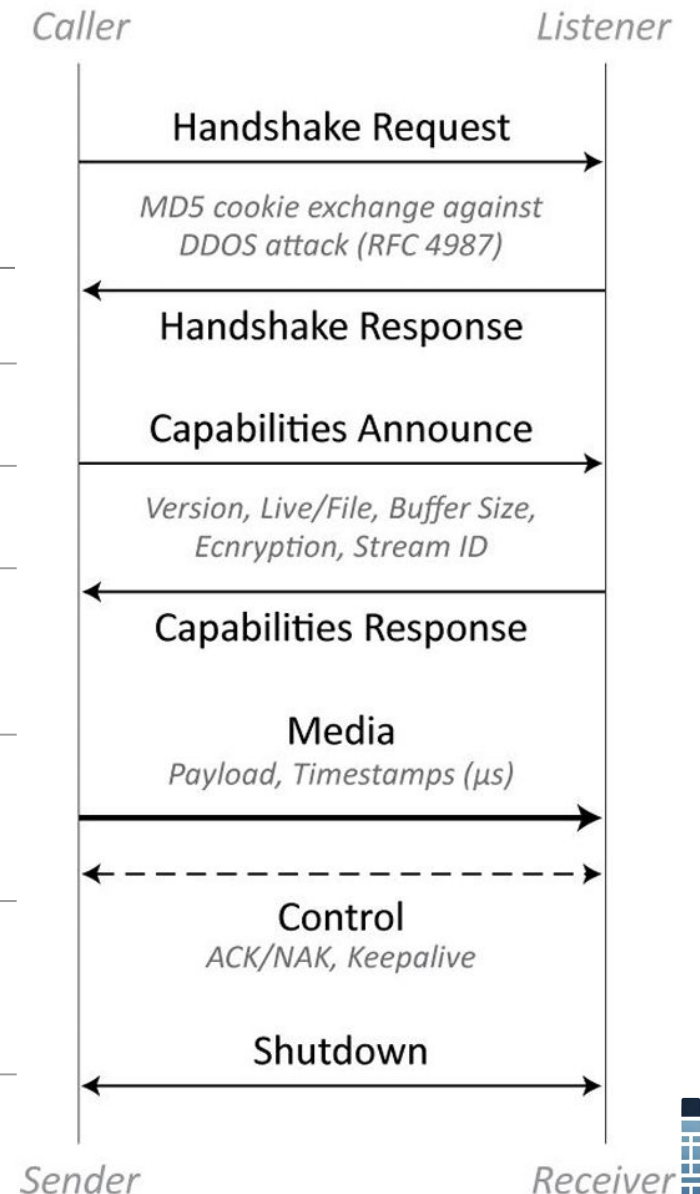 Caller
Listener
Handshake Request
MD5 cookie exchange against
DDOS attack (RFC 4987)
Handshake Response
Capabilities Announce
Version, Live/File, Buffer Size,
Ecnryption, Stream ID
Capabilities Response
Media
Payload, Timestamps (µs)
Control
ACK/NAK, Keepalive
Shutdown
Sender
Receiver